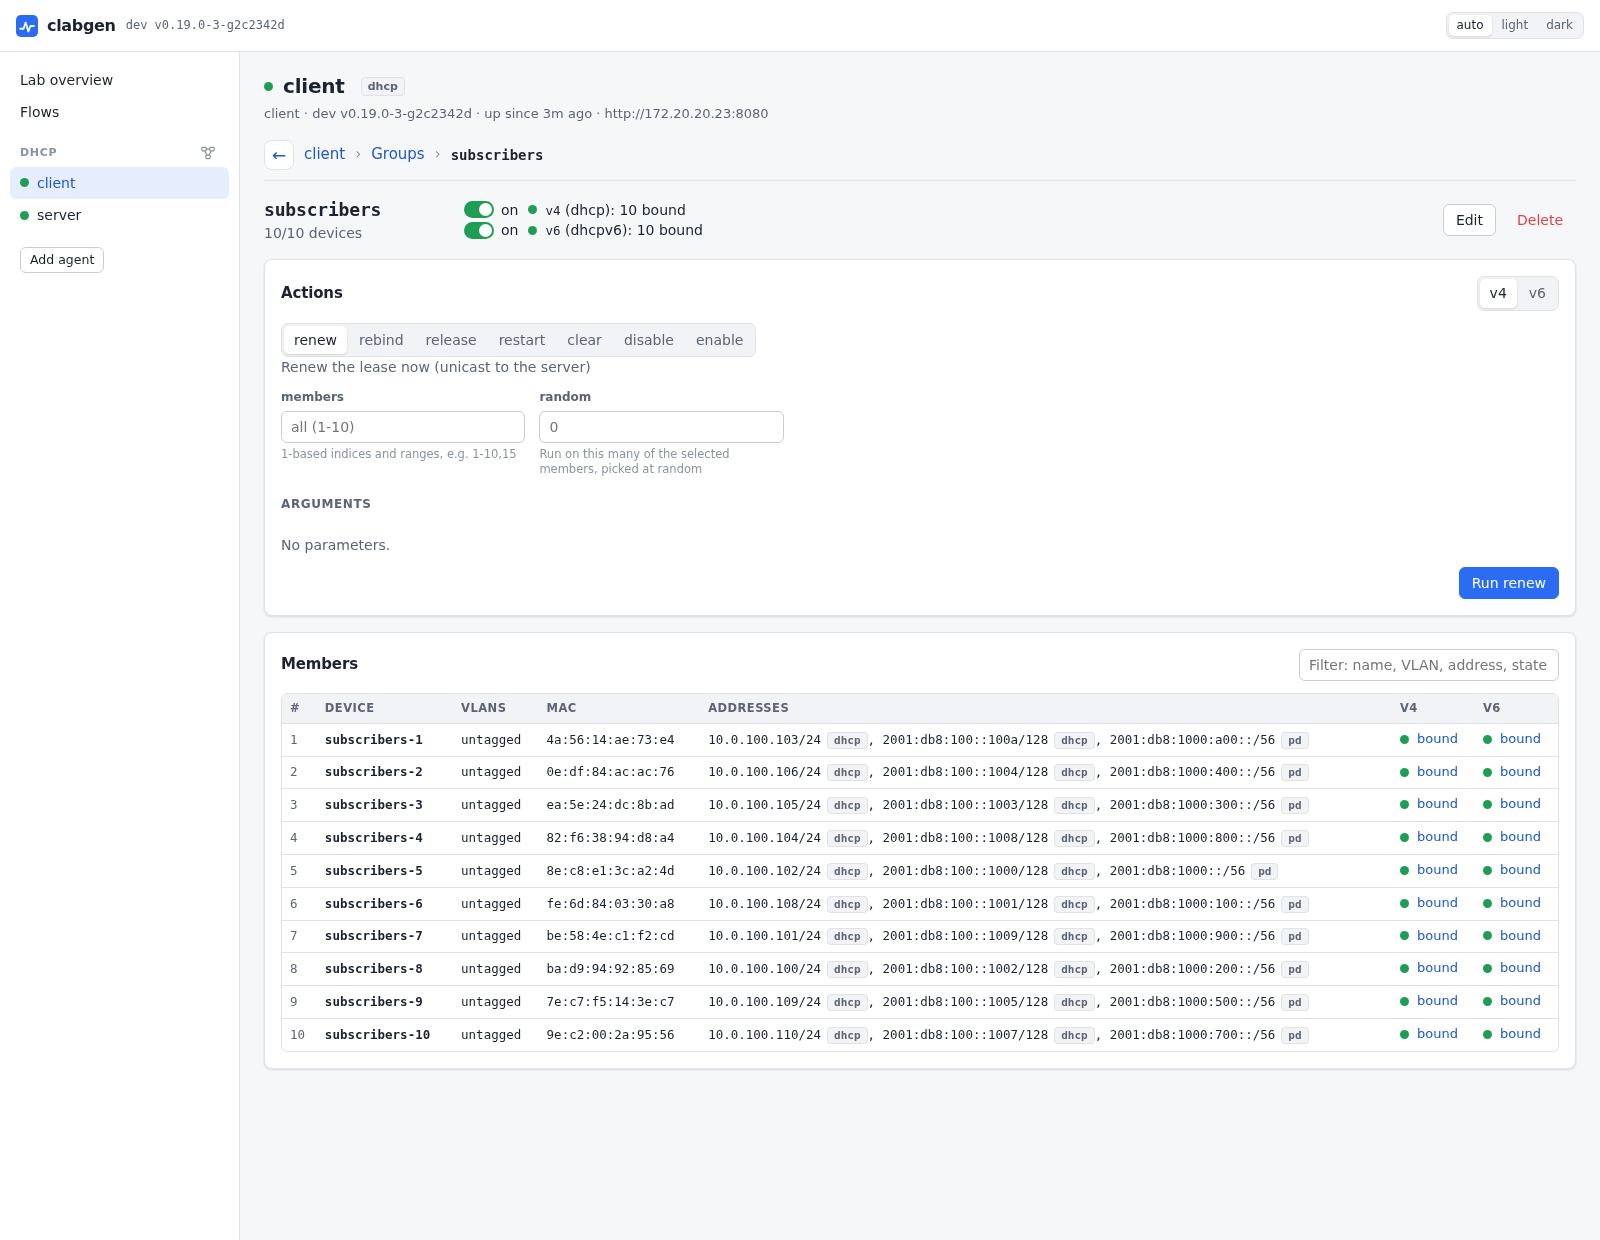 clabgen dev v0.19.0-3-g2c2342d
auto light dark
Lab overview
Flows
DHCP
client
server
Add agent
client dhcp
client · dev v0.19.0-3-g2c2342d · up since 3m ago · http://172.20.20.23:8080
← client › Groups › subscribers
subscribers
10/10 devices
on v4 (dhcp): 10 bound
on v6 (dhcpv6): 10 bound
Edit Delete
Actions
v4 v6
renew rebind release restart clear disable enable
Renew the lease now (unicast to the server)
members random
all (1-10) 0
1-based indices and ranges, e.g. 1-10,15
Run on this many of the selected
members, picked at random
ARGUMENTS
No parameters.
Run renew
Members
Filter: name, VLAN, address, state
# DEVICE VLANS MAC ADDRESSES V4 V6
1 subscribers-1 untagged 4a:56:14:ae:73:e4 10.0.100.103/24 dhcp, 2001:db8:100::100a/128 dhcp, 2001:db8:1000:a00::/56 pd bound bound
2 subscribers-2 untagged 0e:df:84:ac:ac:76 10.0.100.106/24 dhcp, 2001:db8:100::1004/128 dhcp, 2001:db8:1000:400::/56 pd bound bound
3 subscribers-3 untagged ea:5e:24:dc:8b:ad 10.0.100.105/24 dhcp, 2001:db8:100::1003/128 dhcp, 2001:db8:1000:300::/56 pd bound bound
4 subscribers-4 untagged 82:f6:38:94:d8:a4 10.0.100.104/24 dhcp, 2001:db8:100::1008/128 dhcp, 2001:db8:1000:800::/56 pd bound bound
5 subscribers-5 untagged 8e:c8:e1:3c:a2:4d 10.0.100.102/24 dhcp, 2001:db8:100::1000/128 dhcp, 2001:db8:1000::/56 pd bound bound
6 subscribers-6 untagged fe:6d:84:03:30:a8 10.0.100.108/24 dhcp, 2001:db8:100::1001/128 dhcp, 2001:db8:1000:100::/56 pd bound bound
7 subscribers-7 untagged be:58:4e:c1:f2:cd 10.0.100.101/24 dhcp, 2001:db8:100::1009/128 dhcp, 2001:db8:1000:900::/56 pd bound bound
8 subscribers-8 untagged ba:d9:94:92:85:69 10.0.100.100/24 dhcp, 2001:db8:100::1002/128 dhcp, 2001:db8:1000:200::/56 pd bound bound
9 subscribers-9 untagged 7e:c7:f5:14:3e:c7 10.0.100.109/24 dhcp, 2001:db8:100::1005/128 dhcp, 2001:db8:1000:500::/56 pd bound bound
10 subscribers-10 untagged 9e:c2:00:2a:95:56 10.0.100.110/24 dhcp, 2001:db8:100::1007/128 dhcp, 2001:db8:1000:700::/56 pd bound bound